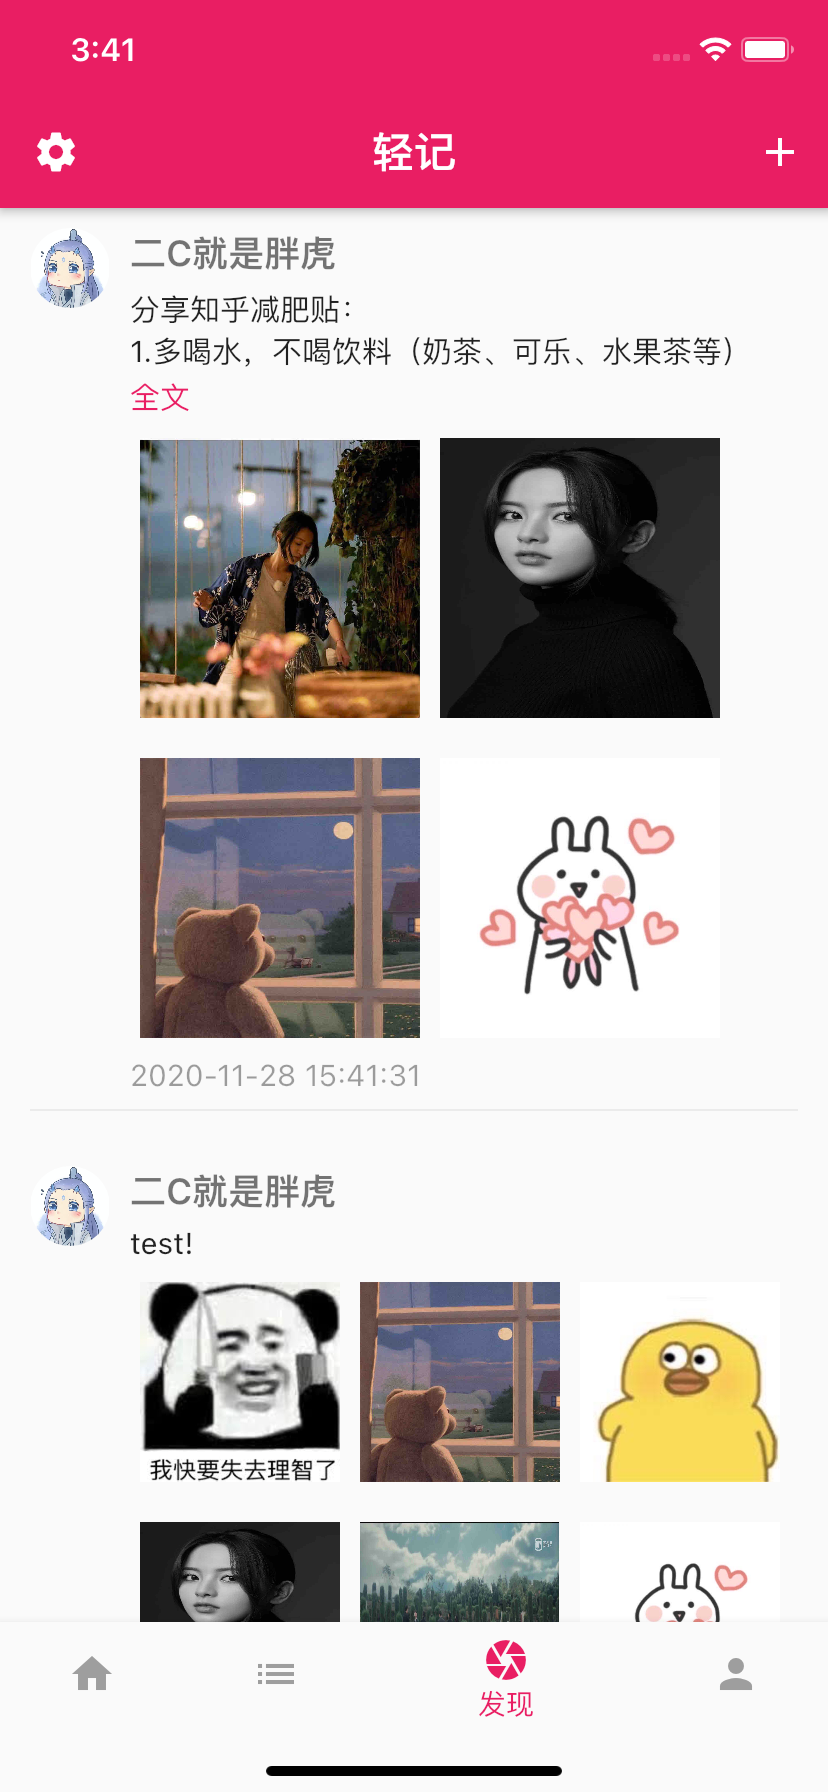 3:41
轻记
二C就是胖虎
分享知乎减肥贴：
1.多喝水，不喝饮料（奶茶、可乐、水果茶等）
全文
2020-11-28 15:41:31
二C就是胖虎
test!
我快要失去理智了
发现